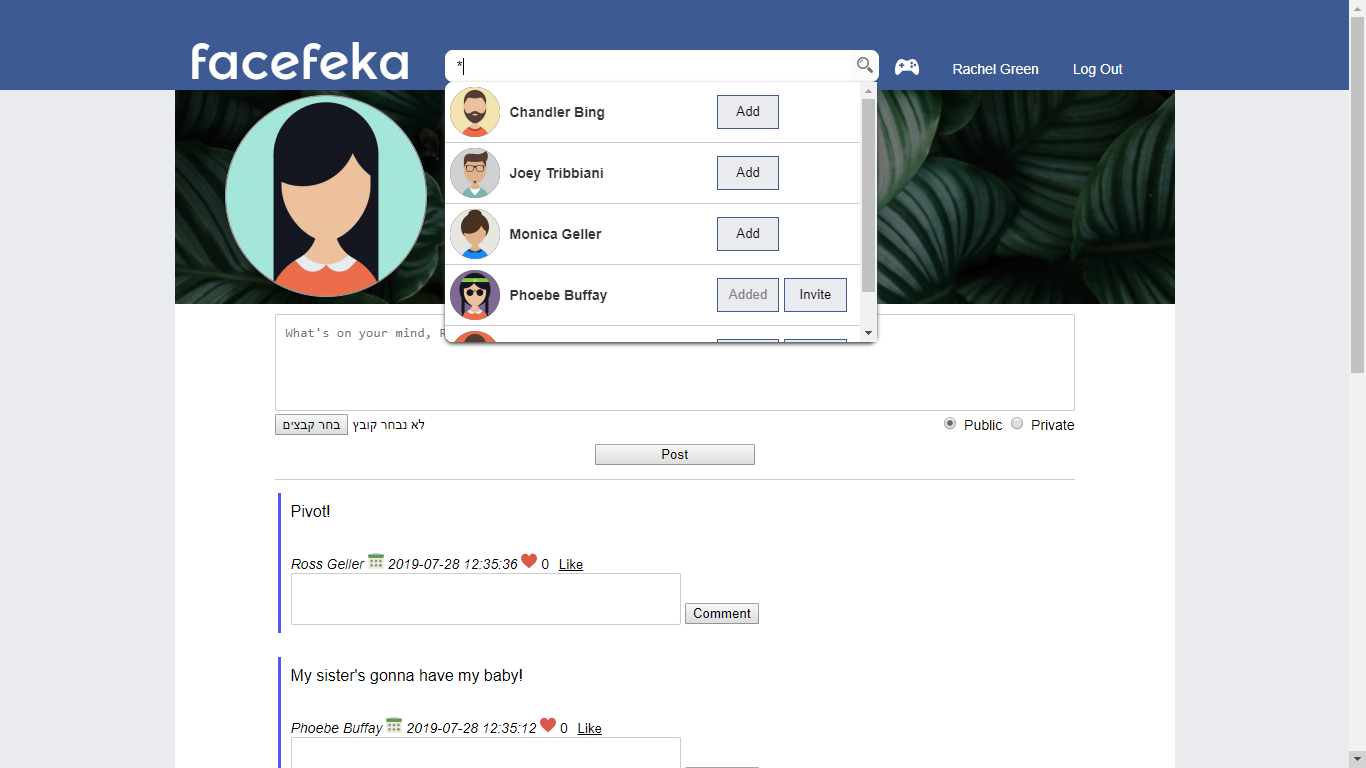 facefeka
*
Rachel Green
Log Out
Chandler Bing Add
Joey Tribbiani Add
Monica Geller Add
Phoebe Buffay Added Invite
What's on your mind,
בחר קבצים לא נבחר קובץ
Public Private
Post
Pivot!
Ross Geller 2019-07-28 12:35:36 0 Like
Comment
My sister's gonna have my baby!
Phoebe Buffay 2019-07-28 12:35:12 0 Like